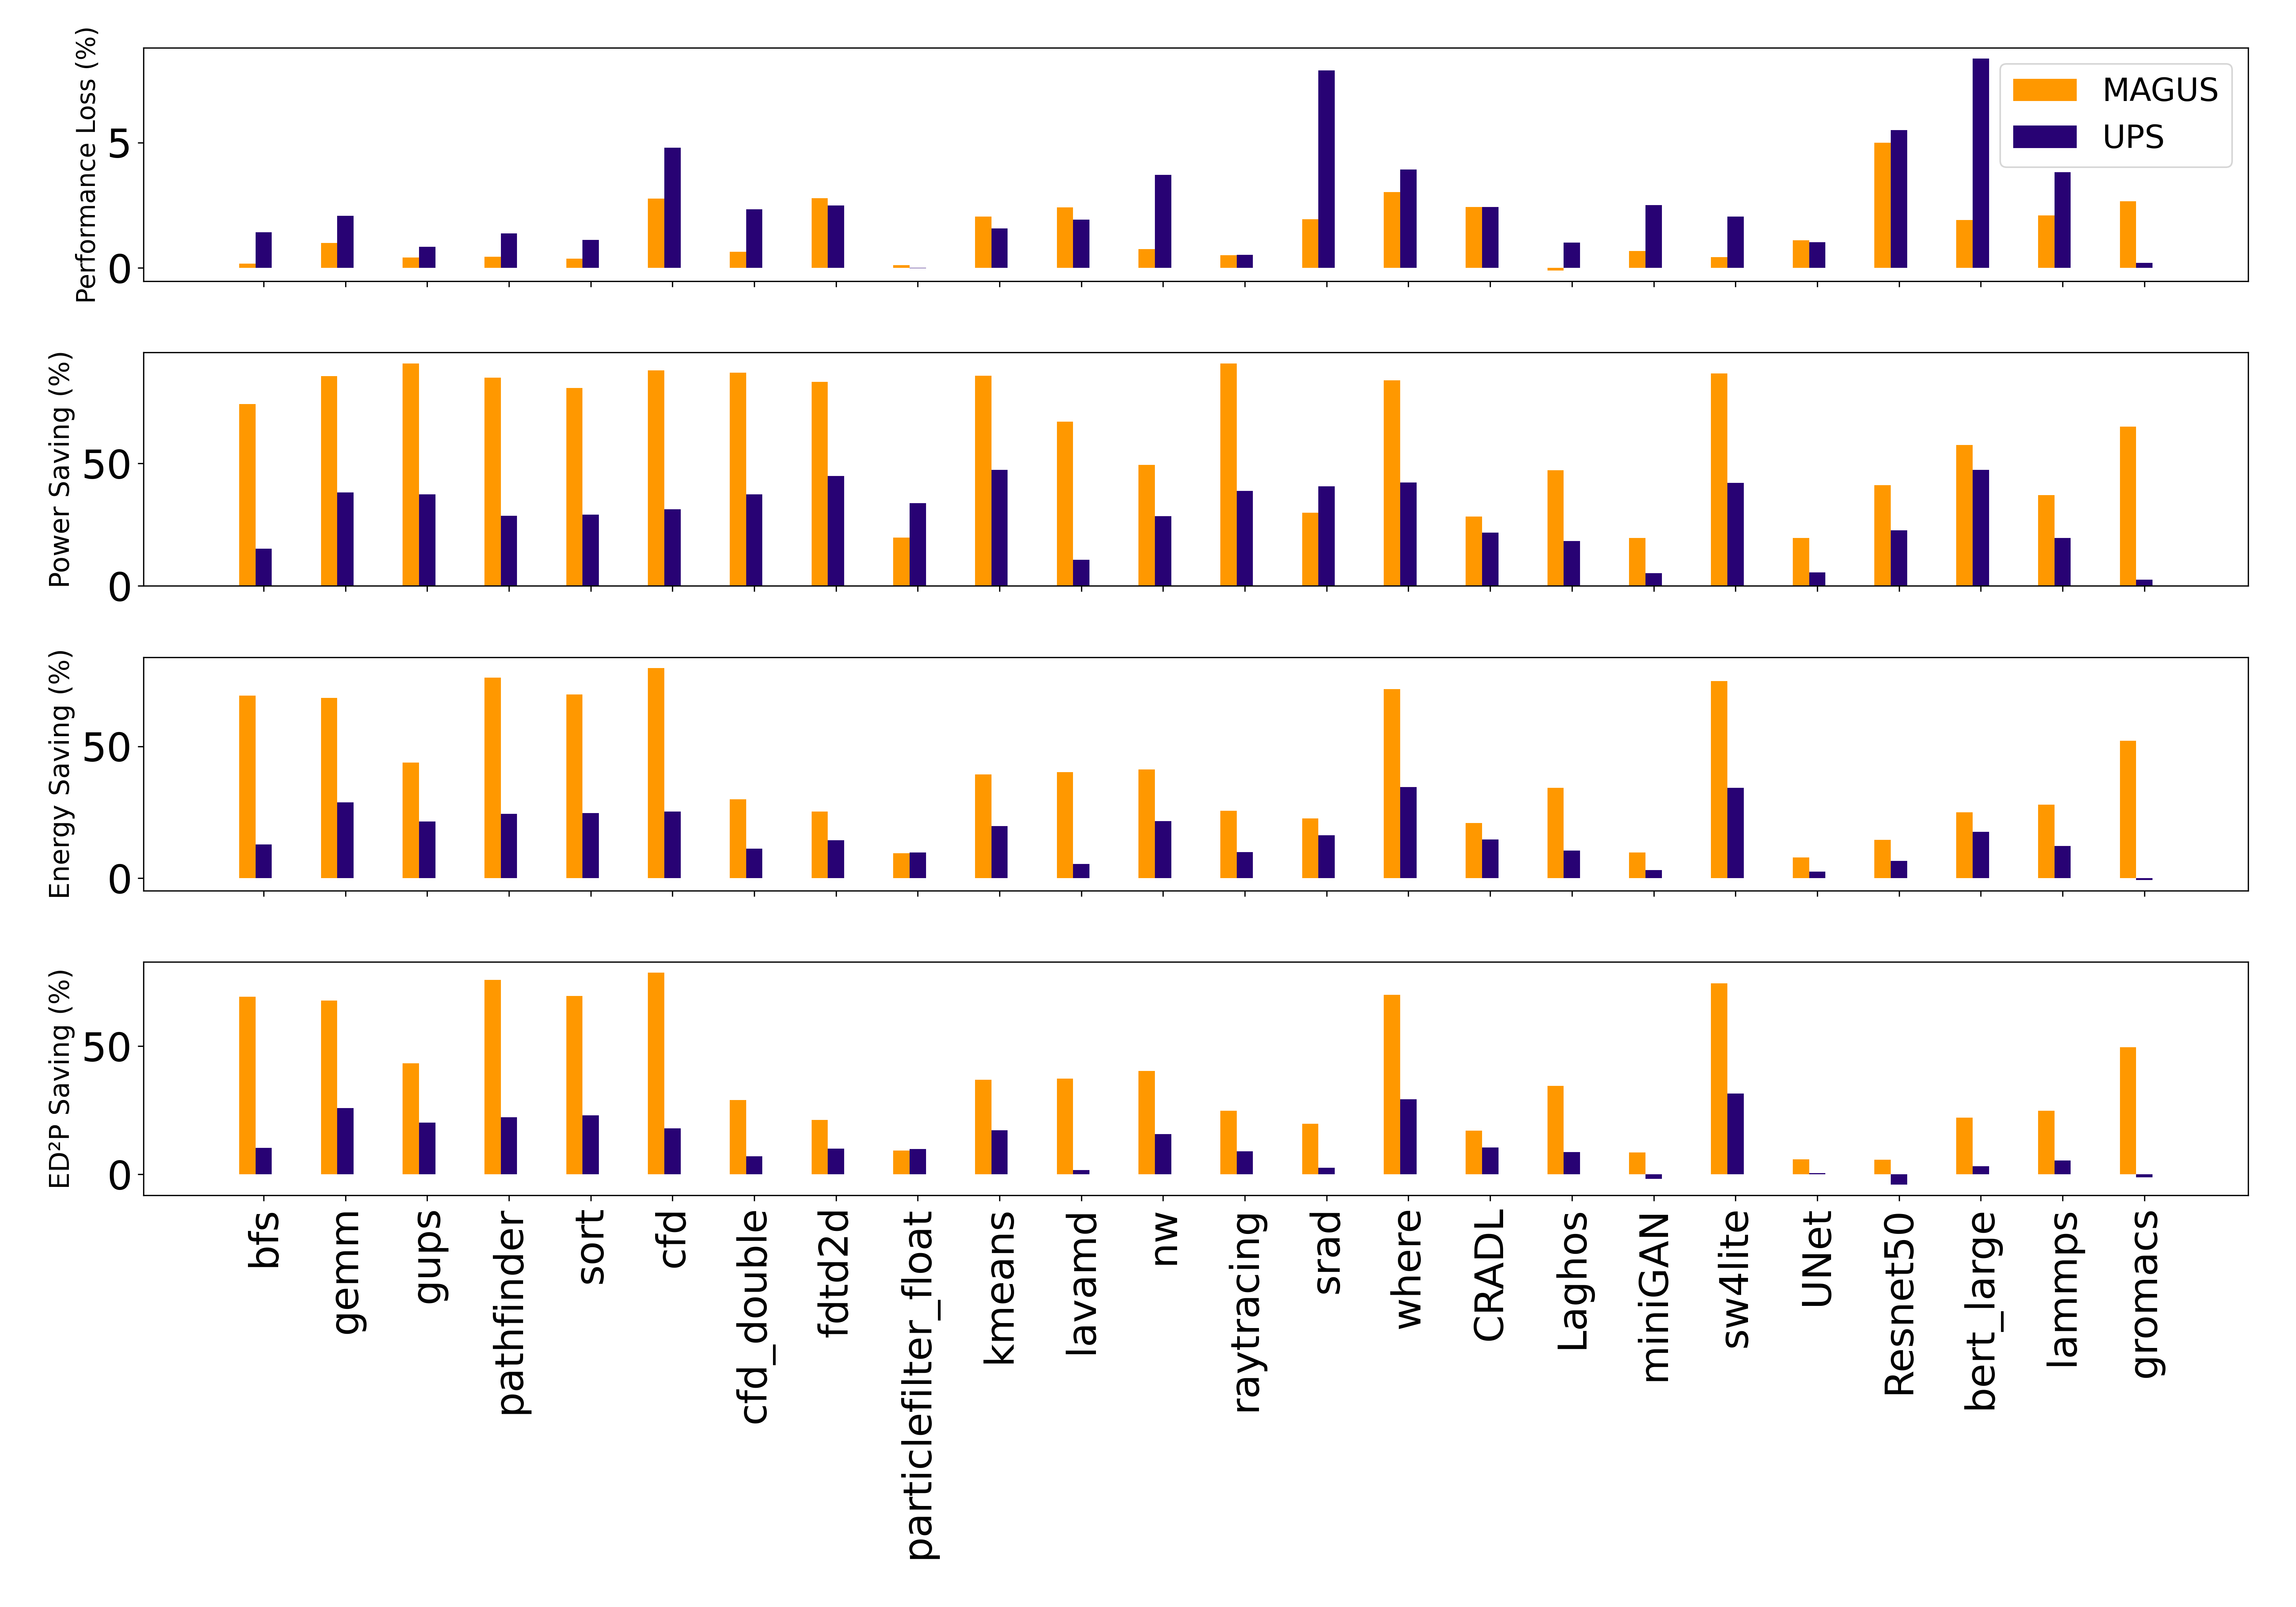 Performance Loss (%)
5
0
MAGUS
UPS
Power Saving (%)
50
0
Energy Saving (%)
50
0
ED²P Saving (%)
50
0
bfs
gemm
gups
pathfinder
sort
cfd
cfd_double
fdtd2d
particlefilter_float
kmeans
lavamd
nw
raytracing
srad
where
CRADL
Laghos
miniGAN
sw4lite
UNet
Resnet50
bert_large
lammps
gromacs